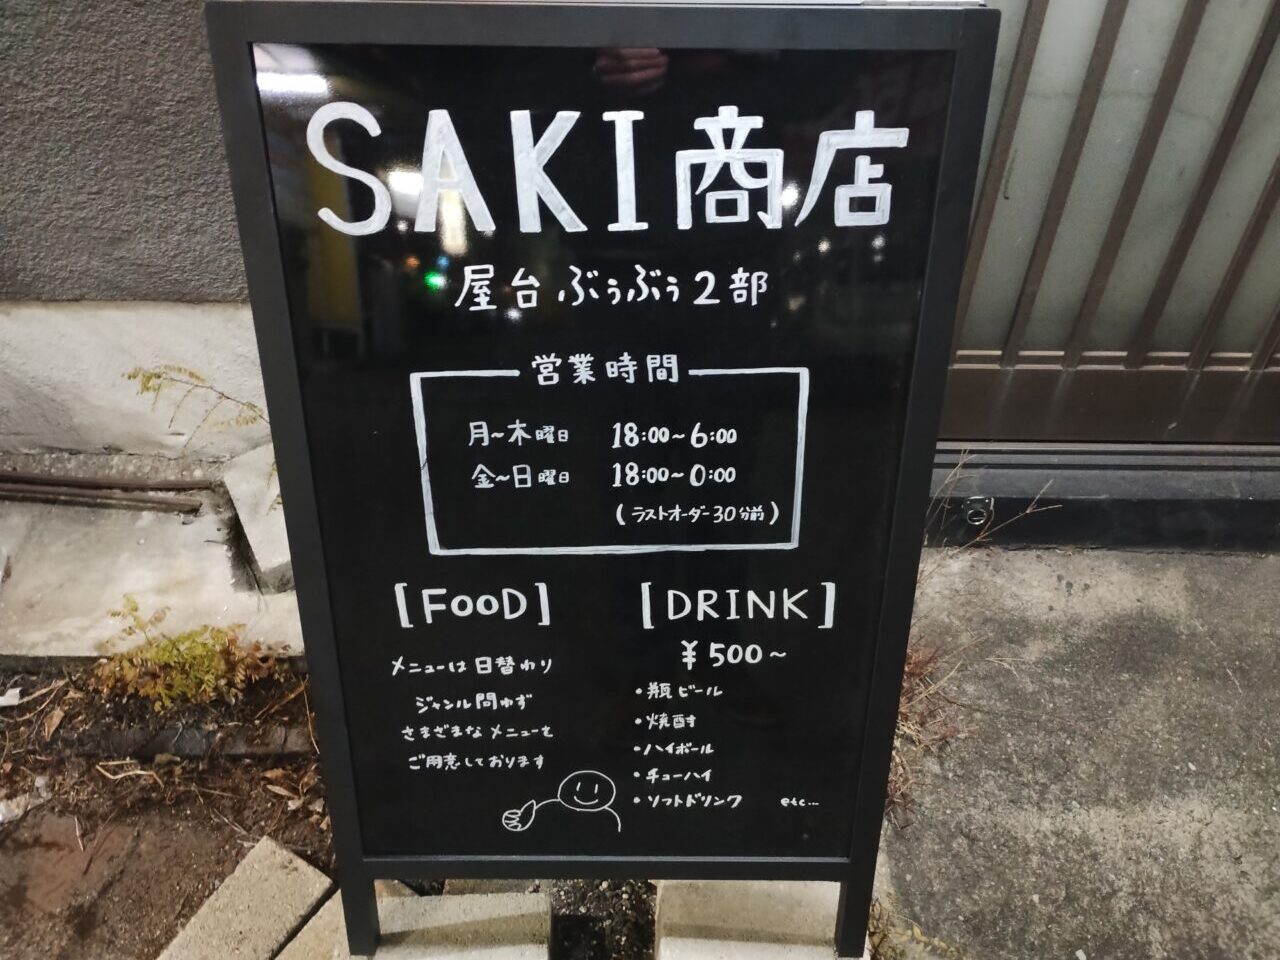 SAKI商店
屋台ぶぅぶぅ2部
営業時間
月~木曜日 18:00~6:00
金~日曜日 18:00~0:00
(ラストオーダー30分前)
[FOOD]
メニューは日替わり
ジャンル問わず
さまざまなメニューを
ご用意しております
[DRINK]
¥500~
・瓶ビール
・焼酎
・ハイボール
・チューハイ
・ソフトドリンク etc...